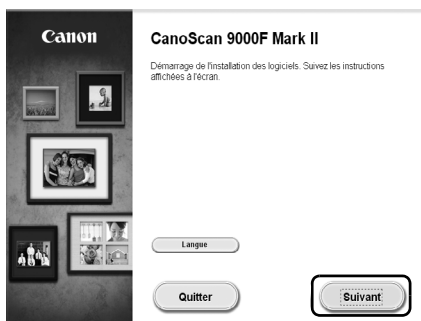 Canon
CanoScan 9000F Mark II
Démarrage de l'installation des logiciels. Suivez les instructions
affichées à l'écran.
Langue
Quitter
Suivant